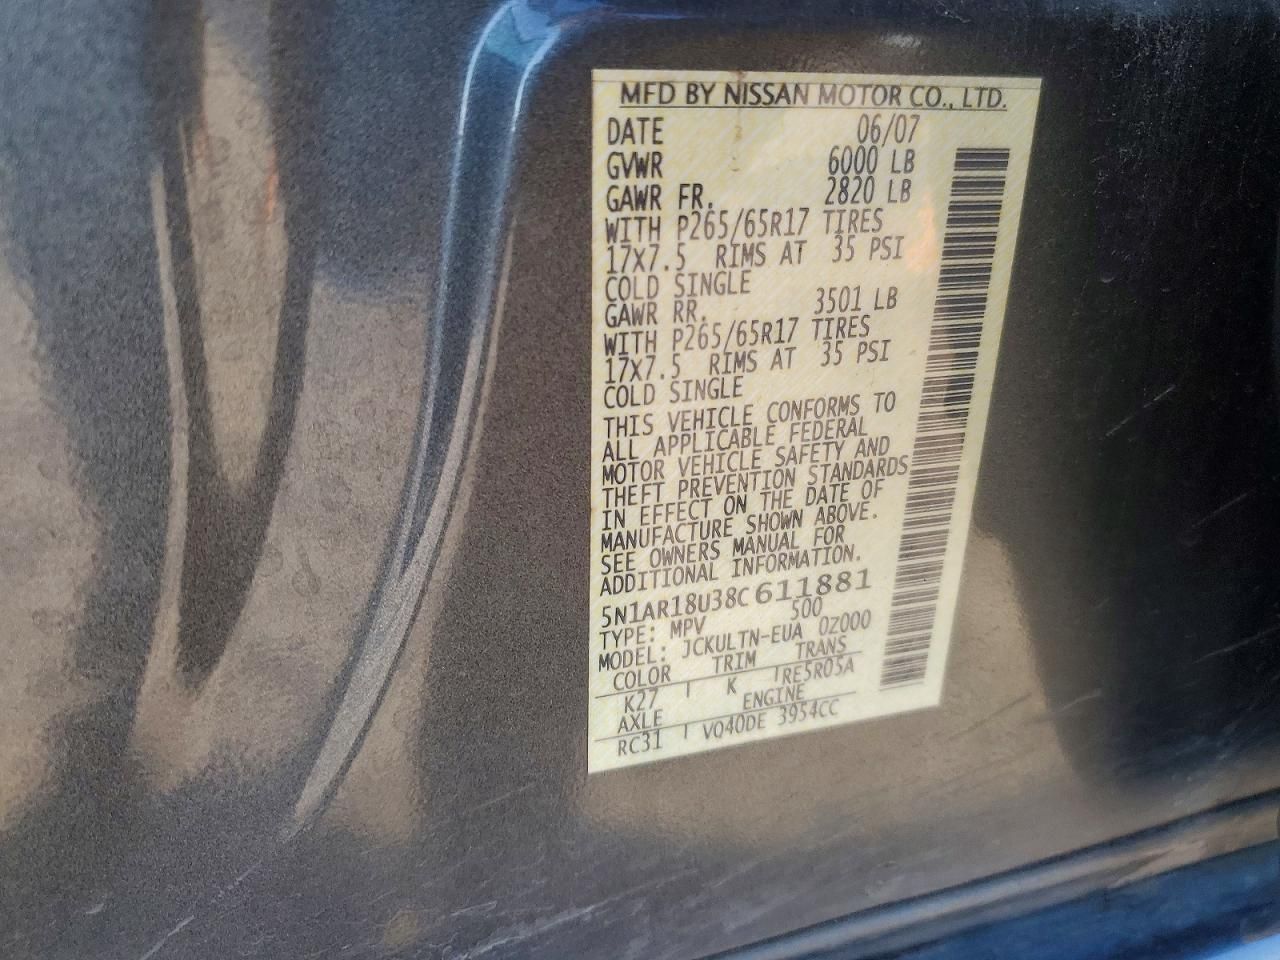 MFD BY NISSAN MOTOR CO., LTD.
DATE 06/07
GVWR 6000 LB
GAWR FR. 2820 LB
WITH P265/65R17 TIRES
17X7.5 RIMS AT 35 PSI
COLD SINGLE
GAWR RR. 3501 LB
WITH P265/65R17 TIRES
17X7.5 RIMS AT 35 PSI
COLD SINGLE
THIS VEHICLE CONFORMS TO
ALL APPLICABLE FEDERAL
MOTOR VEHICLE SAFETY AND
THEFT PREVENTION STANDARDS
IN EFFECT ON THE DATE OF
MANUFACTURE SHOWN ABOVE.
SEE OWNERS MANUAL FOR
ADDITIONAL INFORMATION.
5N1AR18U38C611881
TYPE: MPV 500
MODEL: JCKULTN-EUA 0Z000
COLOR TRIM TRANS
K27 K RE5R05A
AXLE ENGINE
RC31 VQ40DE 3954CC